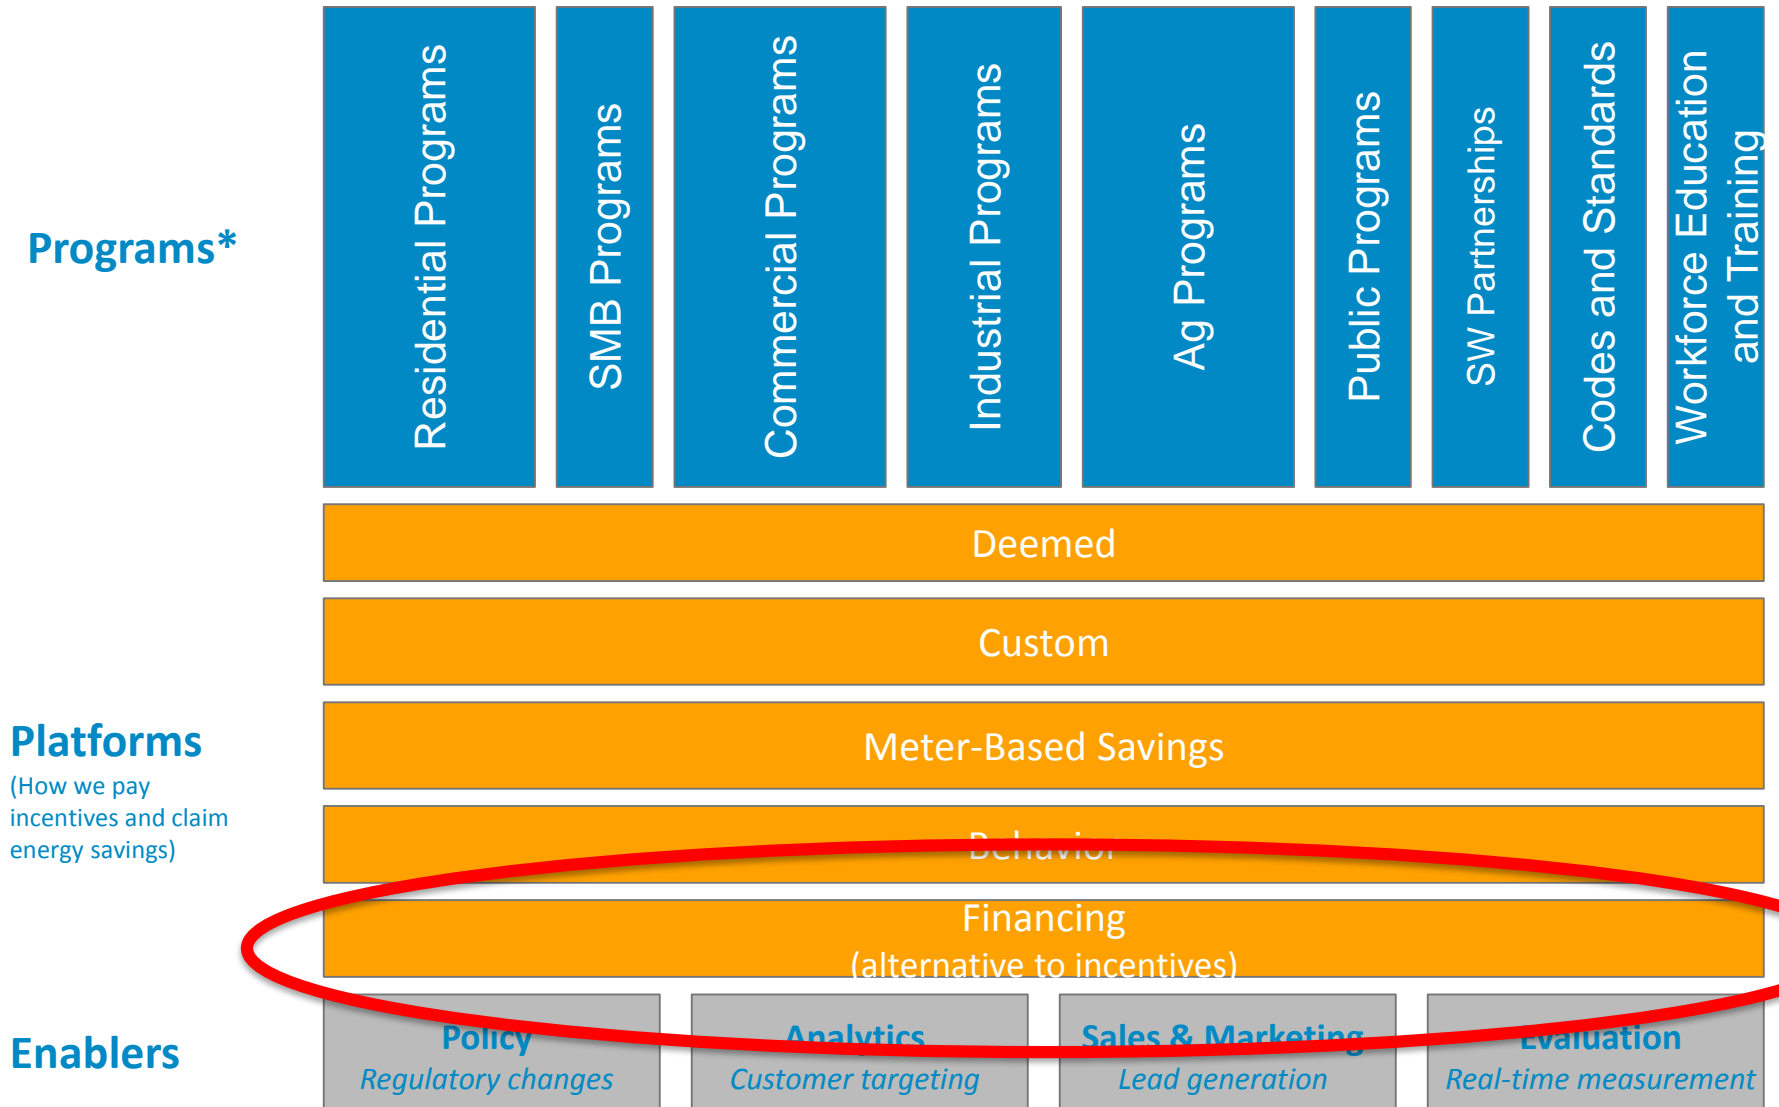 Programs*
Residential Programs
SMB Programs
Commercial Programs
Industrial Programs
Ag Programs
Public Programs
SW Partnerships
Codes and Standards
Workforce Education
and Training
Deemed
Custom
Platforms
(How we pay
incentives and claim
energy savings)
Meter-Based Savings
Behavior
Financing
(alternative to incentives)
Enablers
Policy
Regulatory changes
Analytics
Customer targeting
Sales & Marketing
Lead generation
Evaluation
Real-time measurement